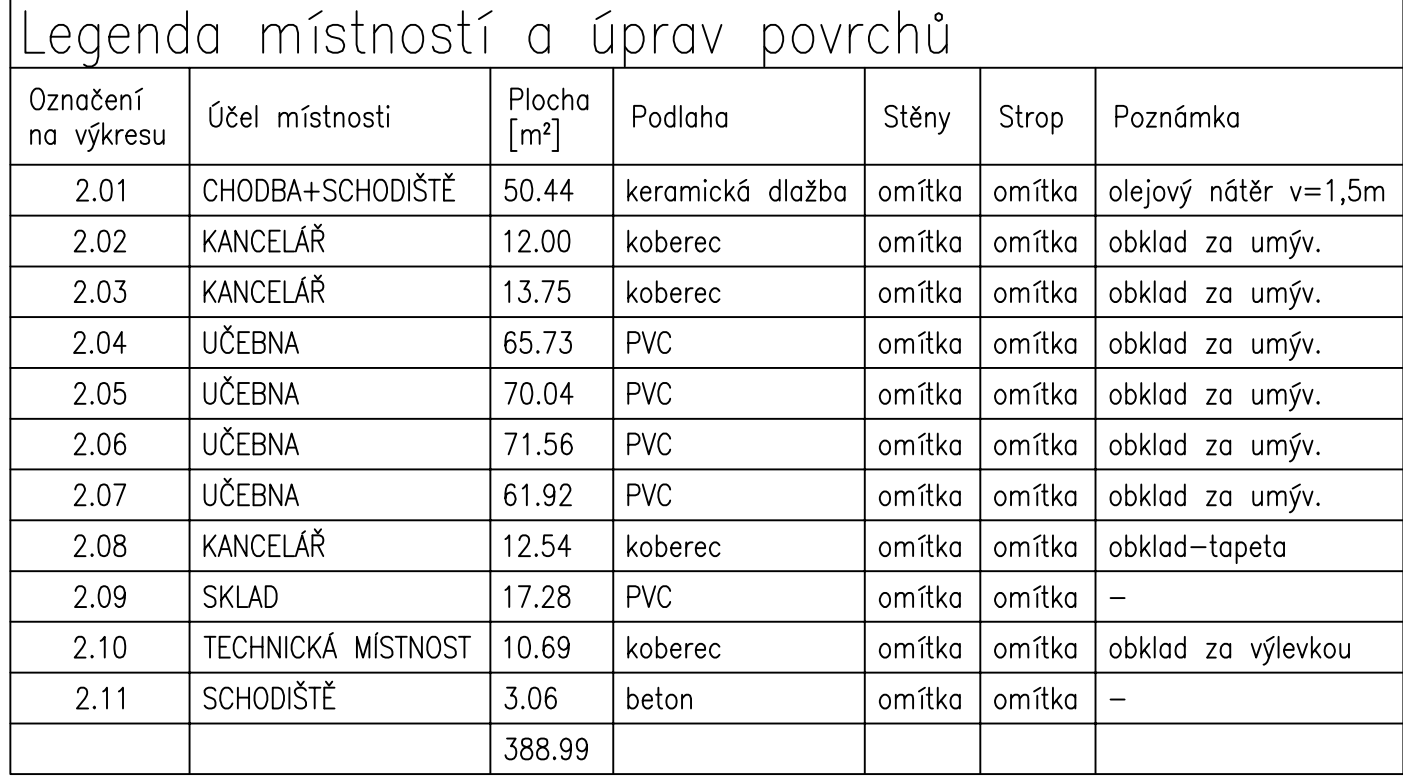 Legenda místností a úprav povrchů
Označení na výkresu Účel místnosti Plocha [m²] Podlaha Stěny Strop Poznámka
2.01 CHODBA+SCHODIŠTĚ 50.44 keramická dlažba omítka omítka olejový nátěr v=1,5m
2.02 KANCELÁŘ 12.00 koberec omítka omítka obklad za umýv.
2.03 KANCELÁŘ 13.75 koberec omítka omítka obklad za umýv.
2.04 UČEBNA 65.73 PVC omítka omítka obklad za umýv.
2.05 UČEBNA 70.04 PVC omítka omítka obklad za umýv.
2.06 UČEBNA 71.56 PVC omítka omítka obklad za umýv.
2.07 UČEBNA 61.92 PVC omítka omítka obklad za umýv.
2.08 KANCELÁŘ 12.54 koberec omítka omítka obklad-tapeta
2.09 SKLAD 17.28 PVC omítka omítka –
2.10 TECHNICKÁ MÍSTNOST 10.69 koberec omítka omítka obklad za výlevkou
2.11 SCHODIŠTĚ 3.06 beton omítka omítka –
388.99